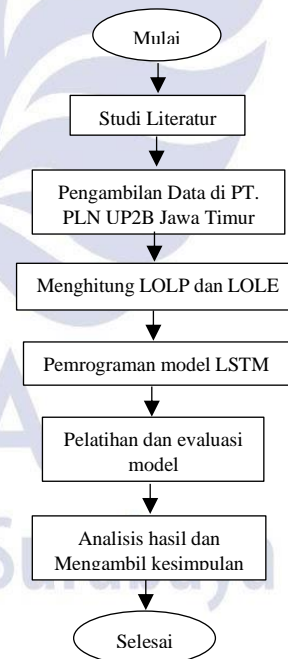 Mulai
Studi Literatur
Pengambilan Data di PT.
PLN UP2B Jawa Timur
Menghitung LOLP dan LOLE
Pemrograman model LSTM
Pelatihan dan evaluasi
model
Analisis hasil dan
Mengambil kesimpulan
Selesai